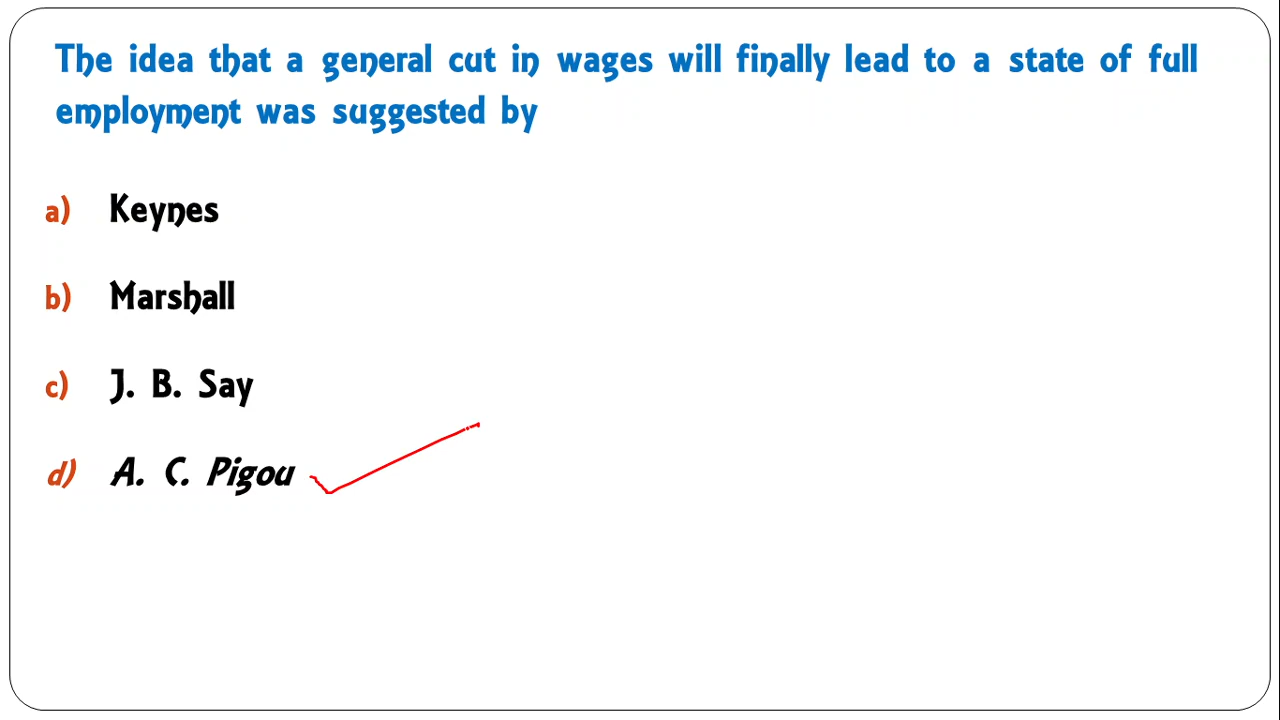 The idea that a general cut in wages will finally lead to a state of full
employment was suggested by
a) Keynes
b) Marshall
c) J. B. Say
d) A. C. Pigou